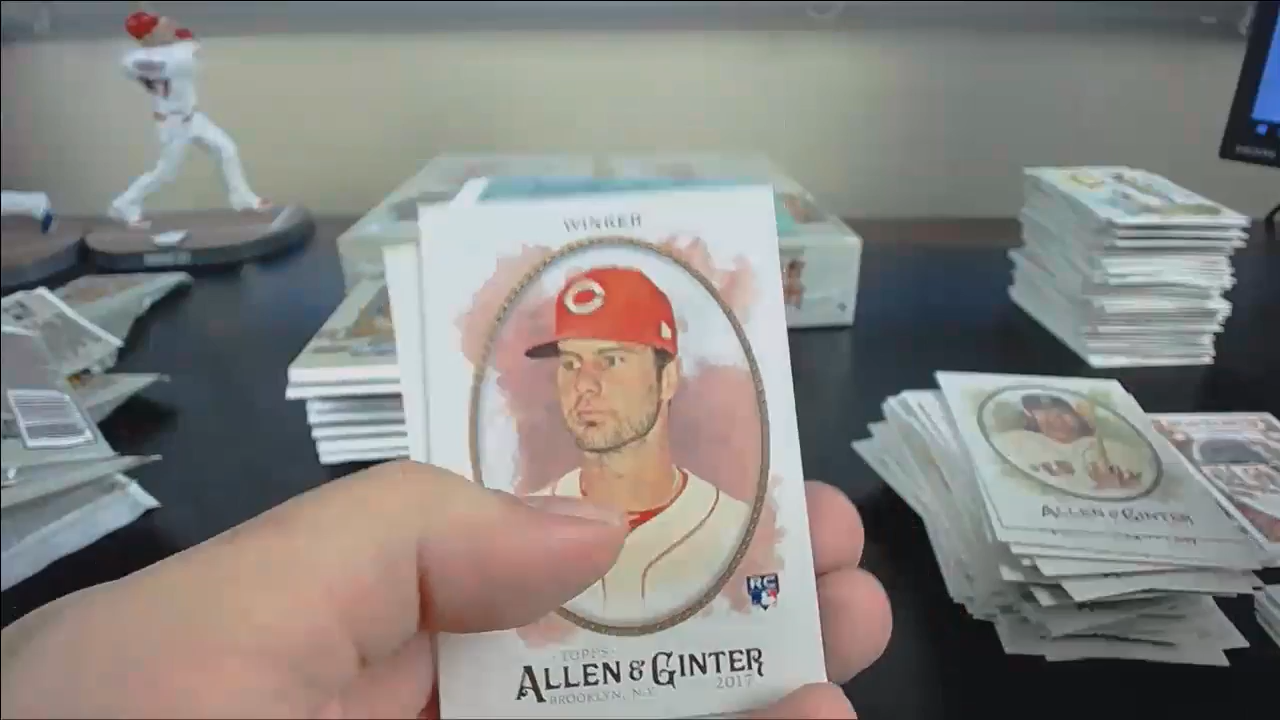 WINKER
RC
TOPPS
ALLEN & GINTER
BROOKLYN, N.Y.
2017
ALLEN & GINTER